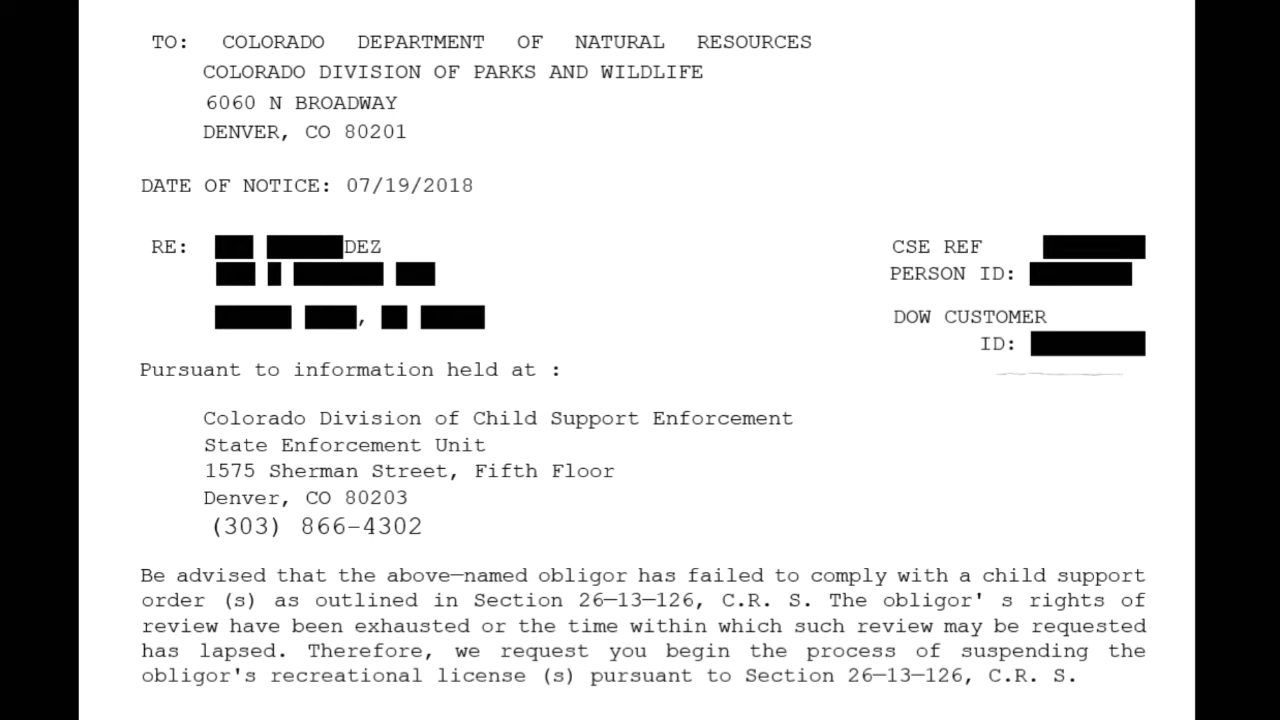 TO: COLORADO DEPARTMENT OF NATURAL RESOURCES
COLORADO DIVISION OF PARKS AND WILDLIFE
6060 N BROADWAY
DENVER, CO 80201
DATE OF NOTICE: 07/19/2018
RE: DEZ
CSE REF
PERSON ID:
,
DOW CUSTOMER
ID:
Pursuant to information held at :
Colorado Division of Child Support Enforcement
State Enforcement Unit
1575 Sherman Street, Fifth Floor
Denver, CO 80203
(303) 866-4302
Be advised that the above—named obligor has failed to comply with a child support
order (s) as outlined in Section 26—13—126, C.R. S. The obligor' s rights of
review have been exhausted or the time within which such review may be requested
has lapsed. Therefore, we request you begin the process of suspending the
obligor's recreational license (s) pursuant to Section 26—13—126, C.R. S.